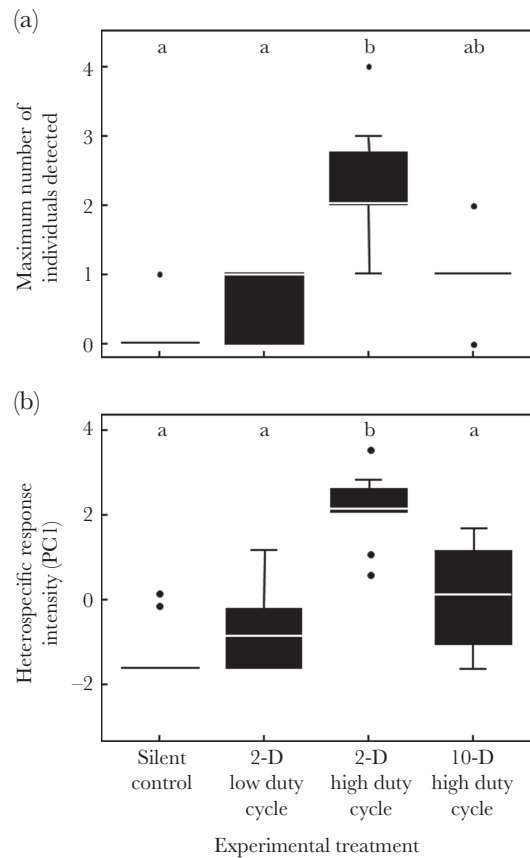 (a)
a a b ab
4
3
2
1
0
Maximum number of
individuals detected
(b)
a a b a
4
2
0
–2
Heterospecific response
intensity (PC1)
Silent 2-D 2-D 10-D
control low duty high duty high duty
cycle cycle cycle
Experimental treatment